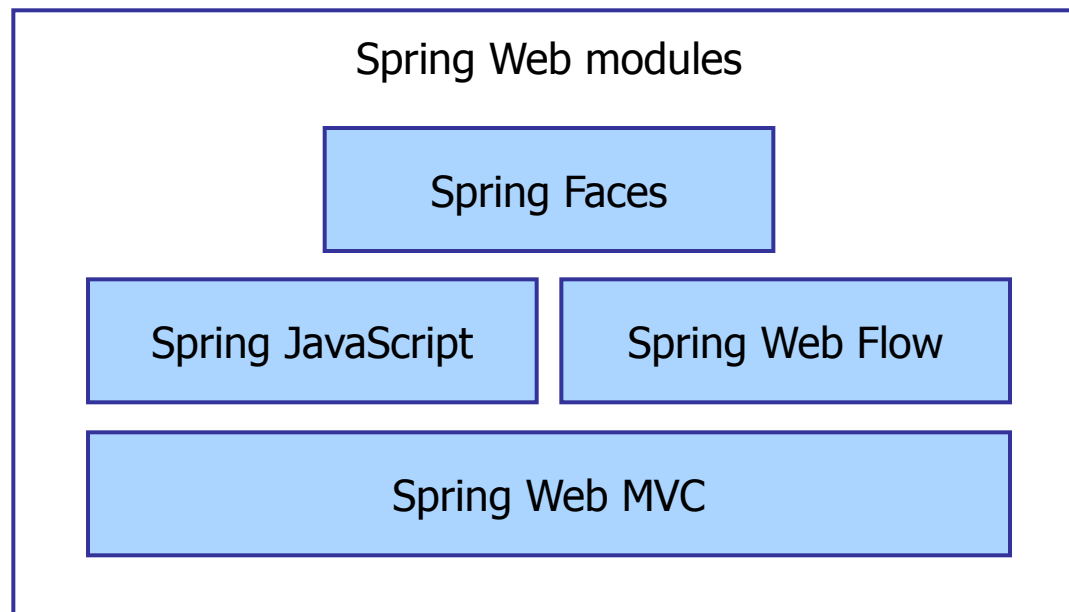 Spring Web modules
Spring Faces
Spring JavaScript
Spring Web Flow
Spring Web MVC